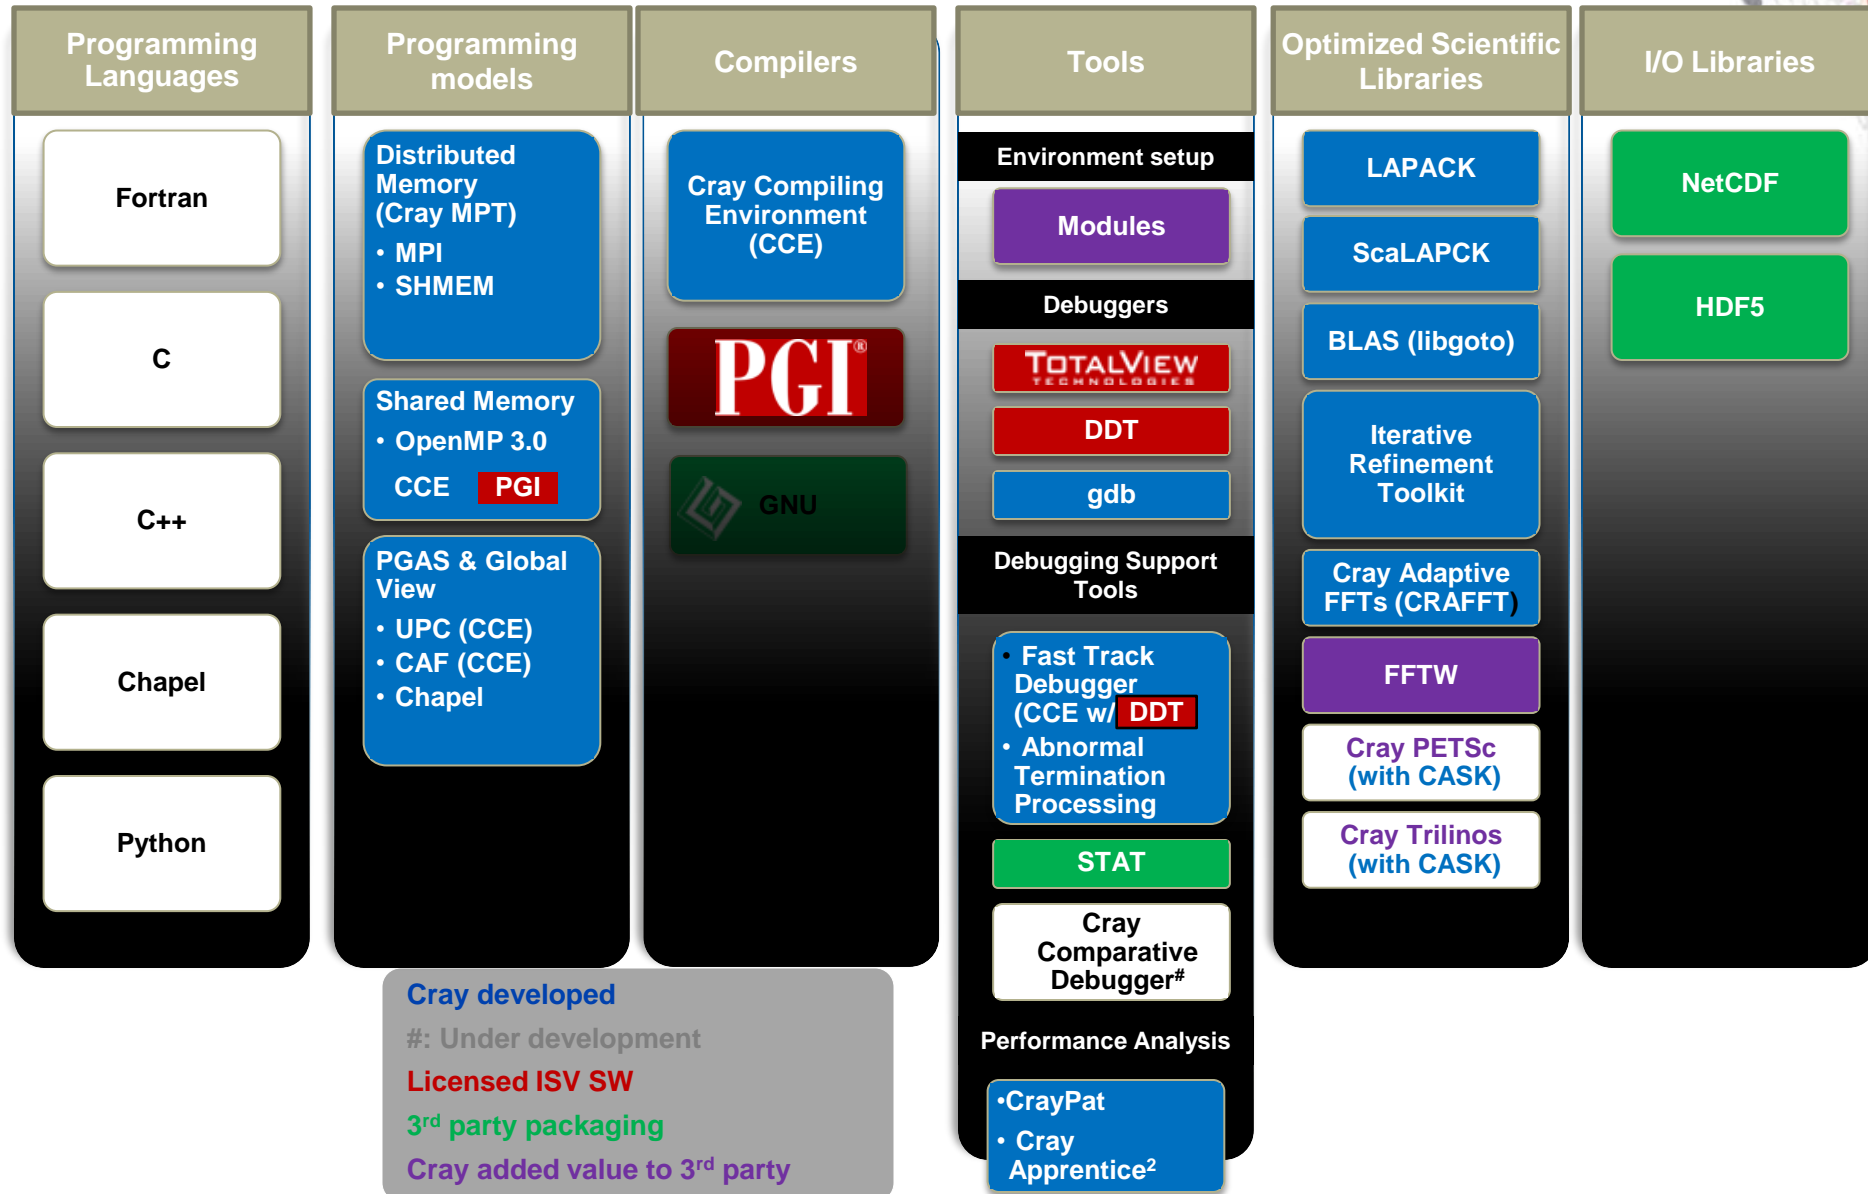 Programming
Languages
Fortran
C
C++
Chapel
Python
Programming
models
Distributed
Memory
(Cray MPT)
• MPI
• SHMEM
Shared Memory
• OpenMP 3.0
CCE PGI
PGAS & Global
View
• UPC (CCE)
• CAF (CCE)
• Chapel
Compilers
Cray Compiling
Environment
(CCE)
PGI®
GNU
Tools
Environment setup
Modules
Debuggers
TOTALVIEW
TECHNOLOGIES
DDT
gdb
Debugging Support
Tools
• Fast Track
Debugger
(CCE w/ DDT
• Abnormal
Termination
Processing
STAT
Cray
Comparative
Debugger#
Performance Analysis
•CrayPat
• Cray
Apprentice2
Optimized Scientific
Libraries
LAPACK
ScaLAPCK
BLAS (libgoto)
Iterative
Refinement
Toolkit
Cray Adaptive
FFTs (CRAFFT)
FFTW
Cray PETSc
(with CASK)
Cray Trilinos
(with CASK)
I/O Libraries
NetCDF
HDF5
Cray developed
#: Under development
Licensed ISV SW
3rd party packaging
Cray added value to 3rd party